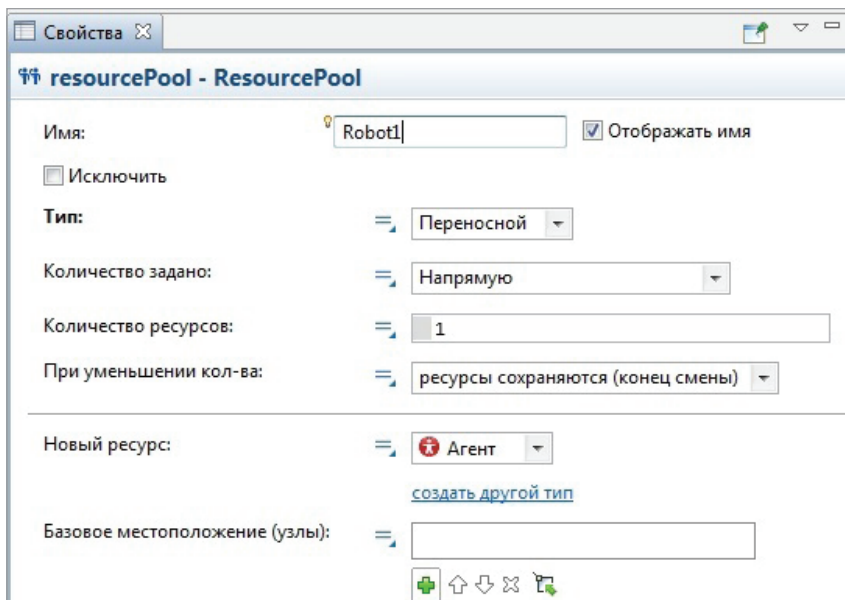 Свойства
resourcePool - ResourcePool
Имя: Robot1 Отображать имя
Исключить
Тип: Переносной
Количество задано: Напрямую
Количество ресурсов: 1
При уменьшении кол-ва: ресурсы сохраняются (конец смены)
Новый ресурс: Агент
создать другой тип
Базовое местоположение (узлы):